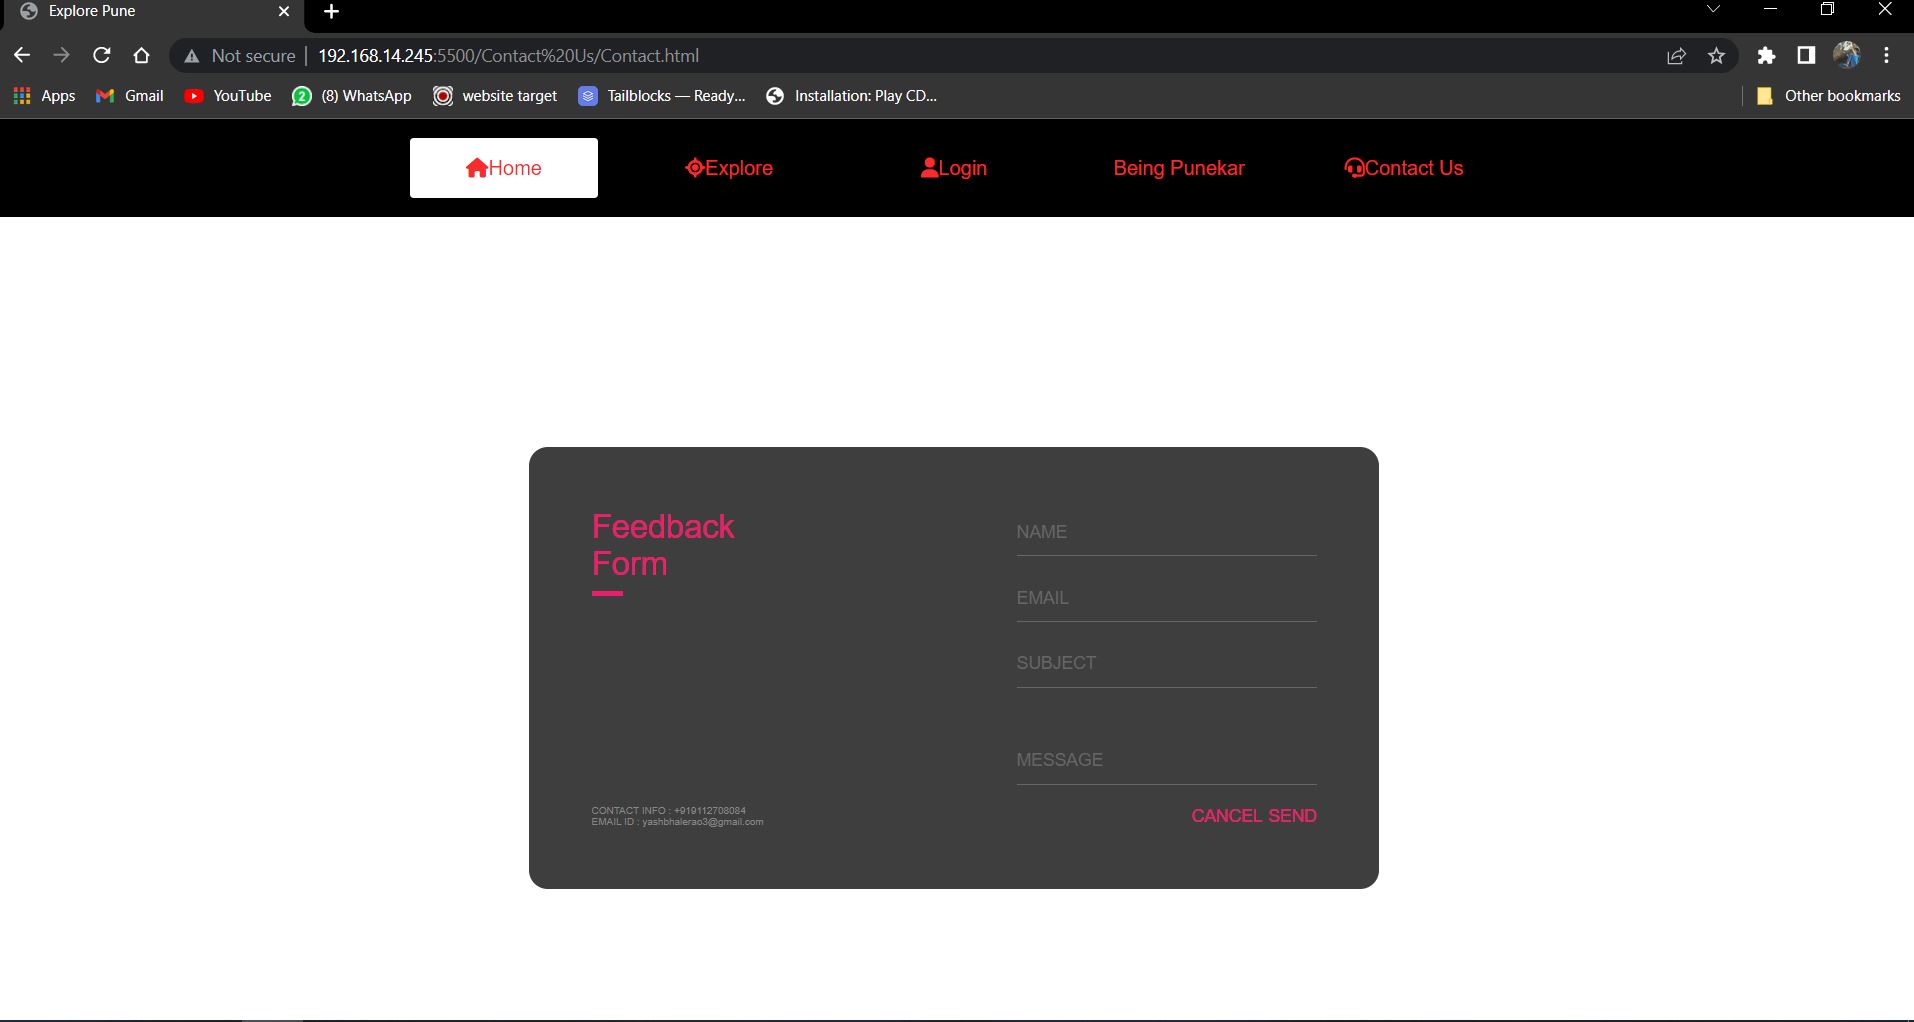 Explore Pune
Not secure 192.168.14.245:5500/Contact%20Us/Contact.html
Apps Gmail YouTube 2 (8) WhatsApp website target Tailblocks — Ready... Installation: Play CD... Other bookmarks
Home Explore Login Being Punekar Contact Us
Feedback
Form
NAME
EMAIL
SUBJECT
MESSAGE
CONTACT INFO : +919112708084
EMAIL ID : yashbhalerao3@gmail.com
CANCEL SEND